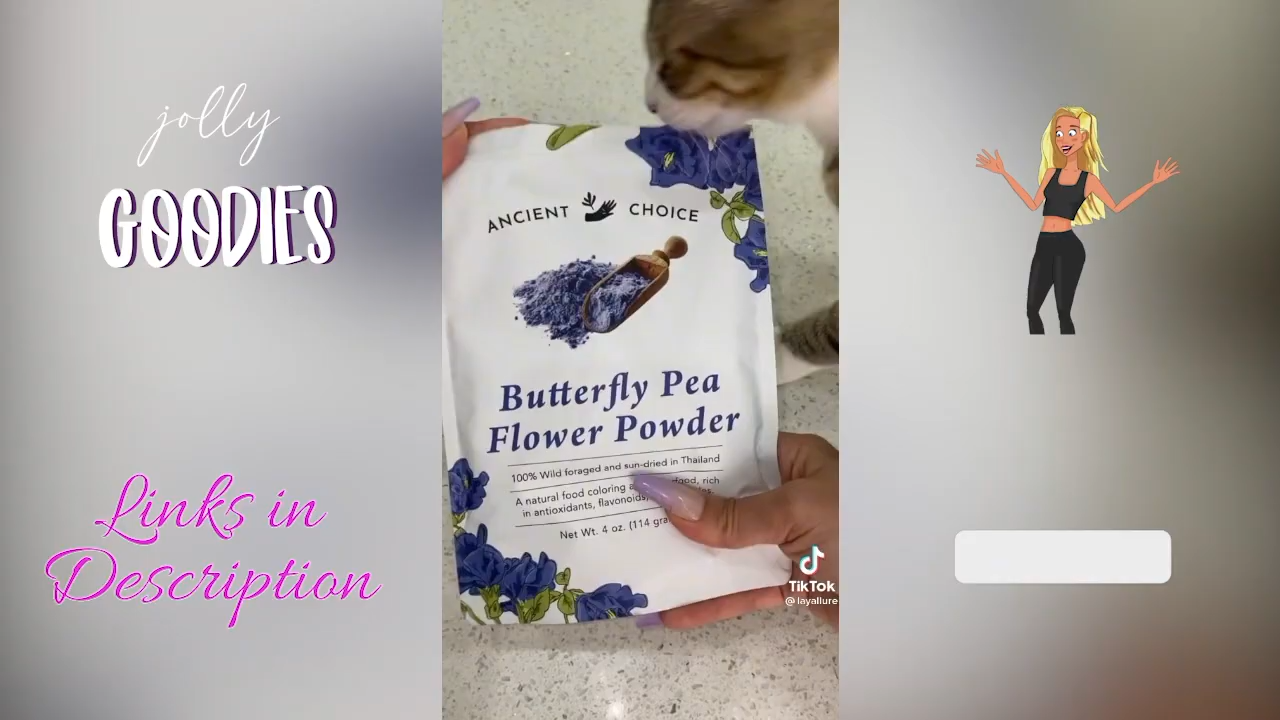 jolly
GOODIES
Links in
Description
ANCIENT CHOICE
Butterfly Pea
Flower Powder
100% Wild foraged and sun-dried in Thailand
A natural food coloring rich
in antioxidants, flavonoids,
Net Wt. 4 oz. (114
TikTok
@layallure